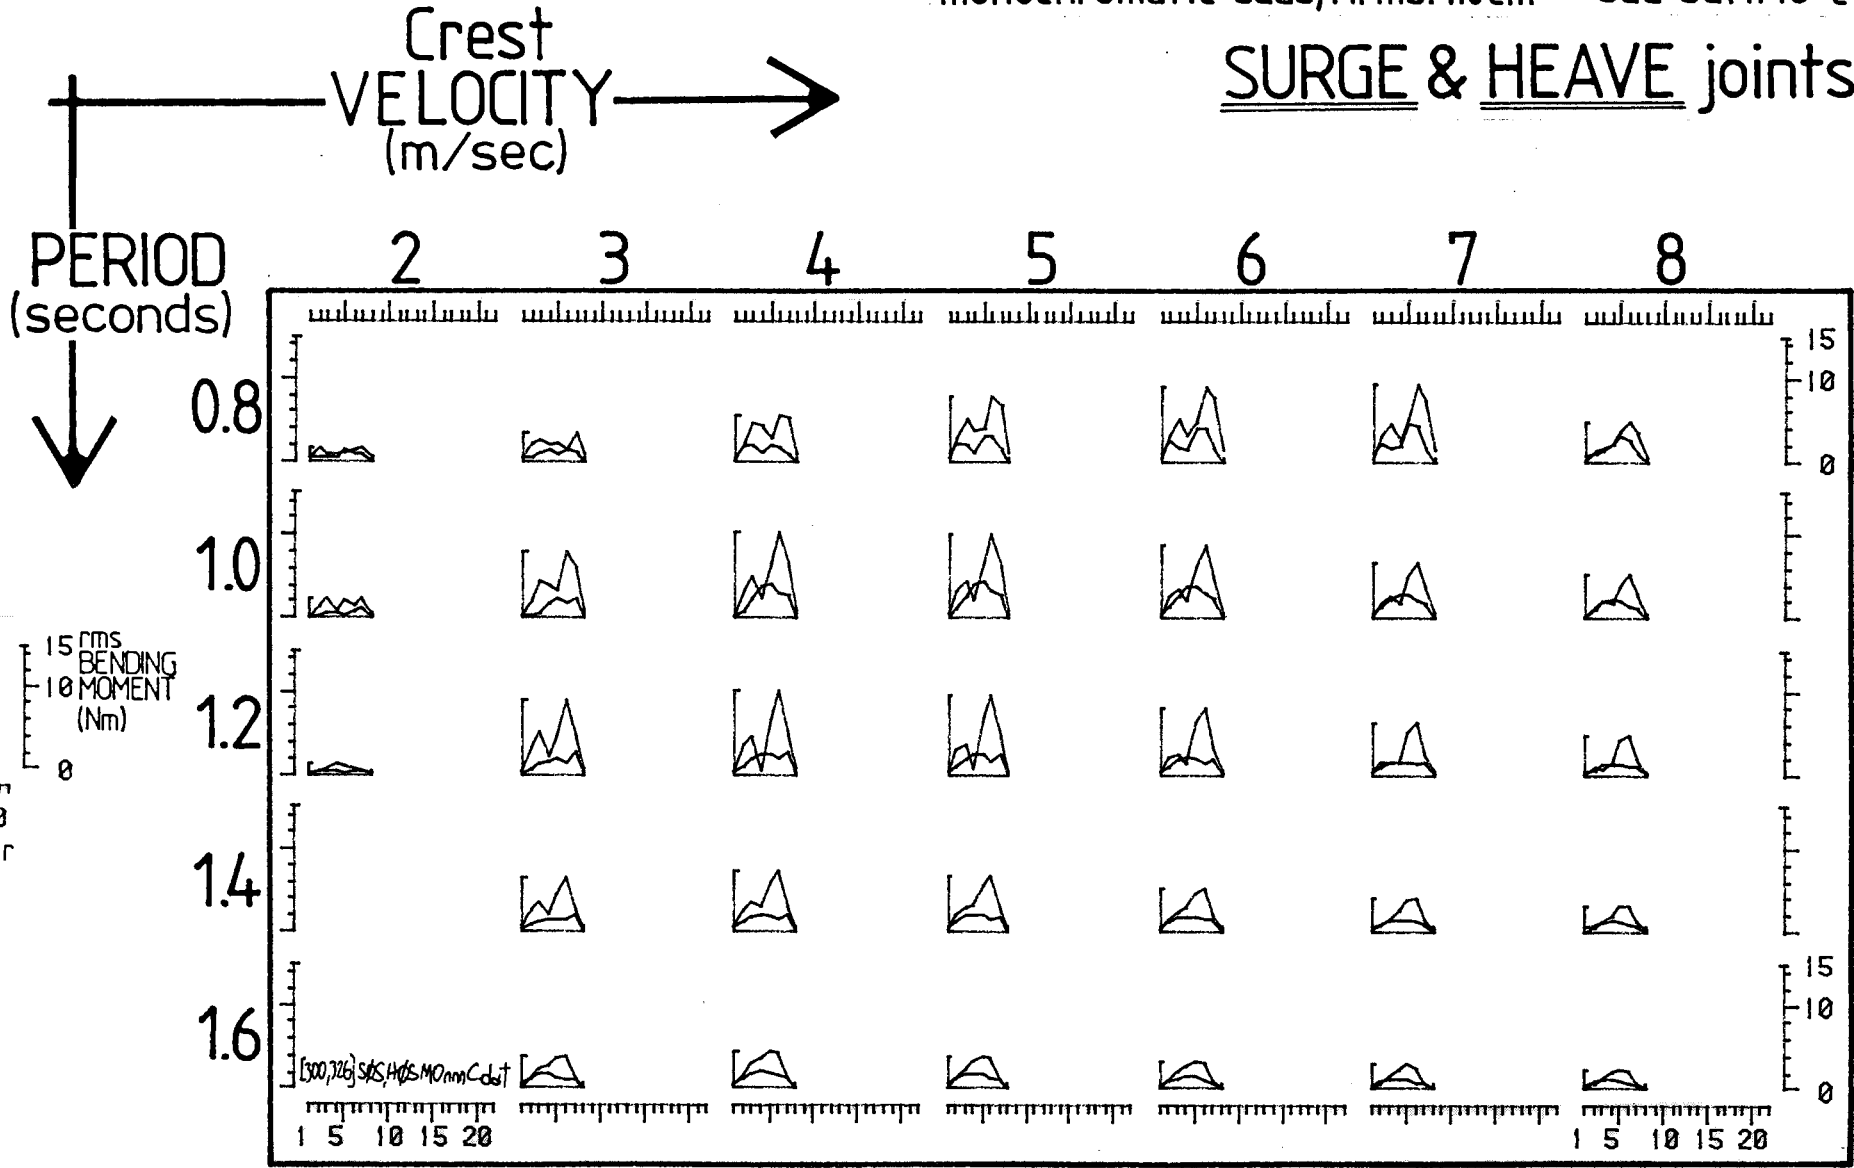 Crest
VELOCITY
(m/sec)
SURGE & HEAVE joints
PERIOD
(seconds)
2 3 4 5 6 7 8
0.8
15
10
0
1.0
15 rms
BENDING
10 MOMENT
(Nm)
0
1.2
1.4
1.6
15
10
0
1 5 10 15 20
1 5 10 15 20